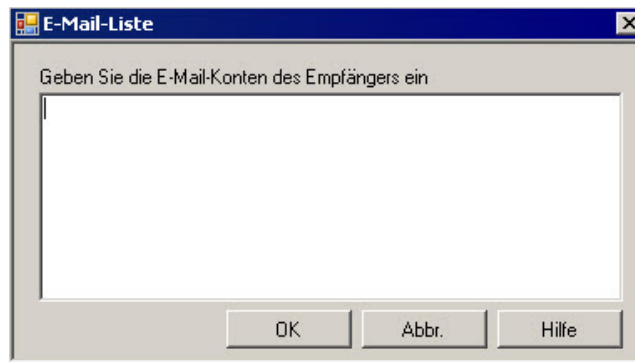 E-Mail-Liste
Geben Sie die E-Mail-Konten des Empfängers ein
OK Abbr. Hilfe